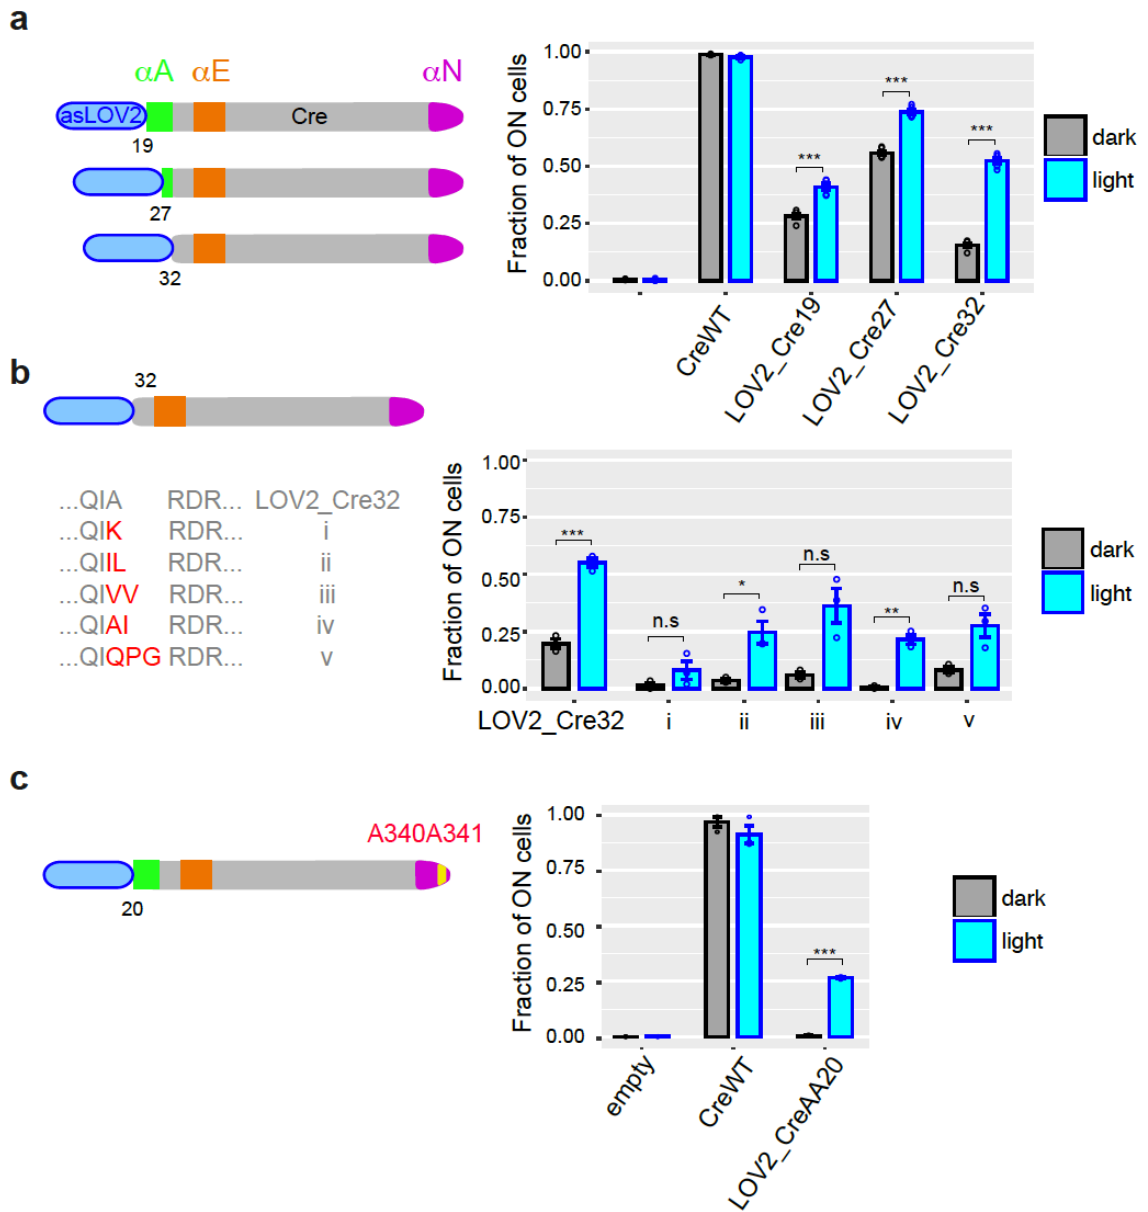 a
αA αE αN
asLOV2 Cre
19
27
32
Fraction of ON cells
1.00
0.75
0.50
0.25
0.00
***
***
***
CreWT
LOV2_Cre19
LOV2_Cre27
LOV2_Cre32
dark
light
b
32
...QIA RDR... LOV2_Cre32
...QIK RDR... i
...QIIL RDR... ii
...QIVV RDR... iii
...QIAI RDR... iv
...QIQPG RDR... v
Fraction of ON cells
1.00
0.75
0.50
0.25
0.00
***
n.s
*
n.s
**
n.s
LOV2_Cre32 i ii iii iv v
dark
light
c
A340A341
20
Fraction of ON cells
1.00
0.75
0.50
0.25
0.00
***
empty
CreWT
LOV2_CreAA20
dark
light